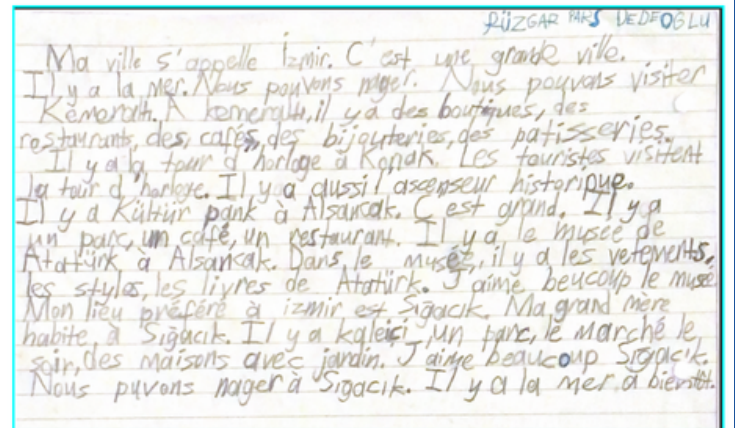 RÜZGAR PARS DEDEOĞLU
Ma ville s'appelle İzmir. C'est une grande ville.
Il y a la mer. Nous pouvons nager. Nous pouvons visiter
Kemeraltı. A kemeraltı, il y a des boutiques, des
restaurants, des, cafés, des bijouteries, des patisseries.
Il y a la tour d'horloge à Konak. Les touristes visitent
la tour d'horloge. Il y a aussi l'ascenseur historique.
Il y a Kültür park à Alsancak. C'est grand. Il y a
un parc, un café, un restaurant. Il y a le musée de
Atatürk à Alsancak. Dans le musée, il y a les vetements,
les stylos, les livres de Atatürk. J'aime beucoup le musé
Mon lieu préféré à izmir est Sığacık. Ma grand mère
habite à Sığacık. Il y a kaleiçi, un parc, le marché le
soir, des maisons avec jardin. J'aime beaucoup Sığacık.
Nous puvons nager à Sıgacık. Il y a la mer. a bientôt.